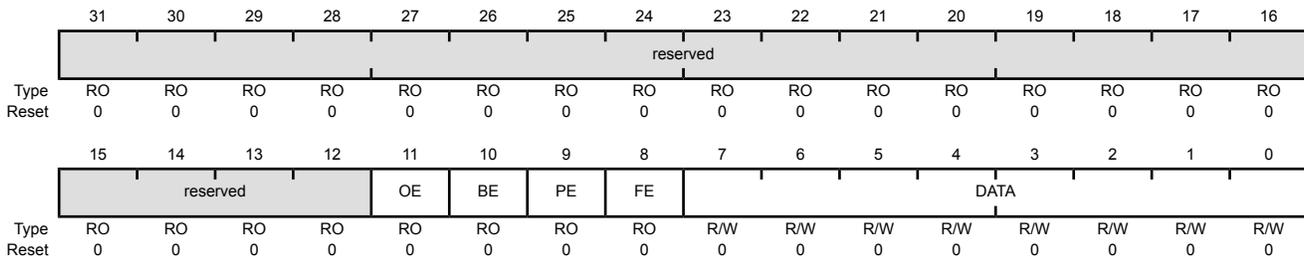 31 30 29 28 27 26 25 24 23 22 21 20 19 18 17 16
reserved
Type RO RO RO RO RO RO RO RO RO RO RO RO RO RO RO RO
Reset 0 0 0 0 0 0 0 0 0 0 0 0 0 0 0 0
15 14 13 12 11 10 9 8 7 6 5 4 3 2 1 0
reserved OE BE PE FE DATA
Type RO RO RO RO RO RO RO RO R/W R/W R/W R/W R/W R/W R/W R/W
Reset 0 0 0 0 0 0 0 0 0 0 0 0 0 0 0 0